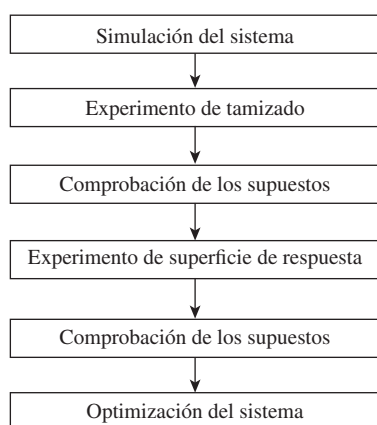 Simulación del sistema
Experimento de tamizado
Comprobación de los supuestos
Experimento de superficie de respuesta
Comprobación de los supuestos
Optimización del sistema